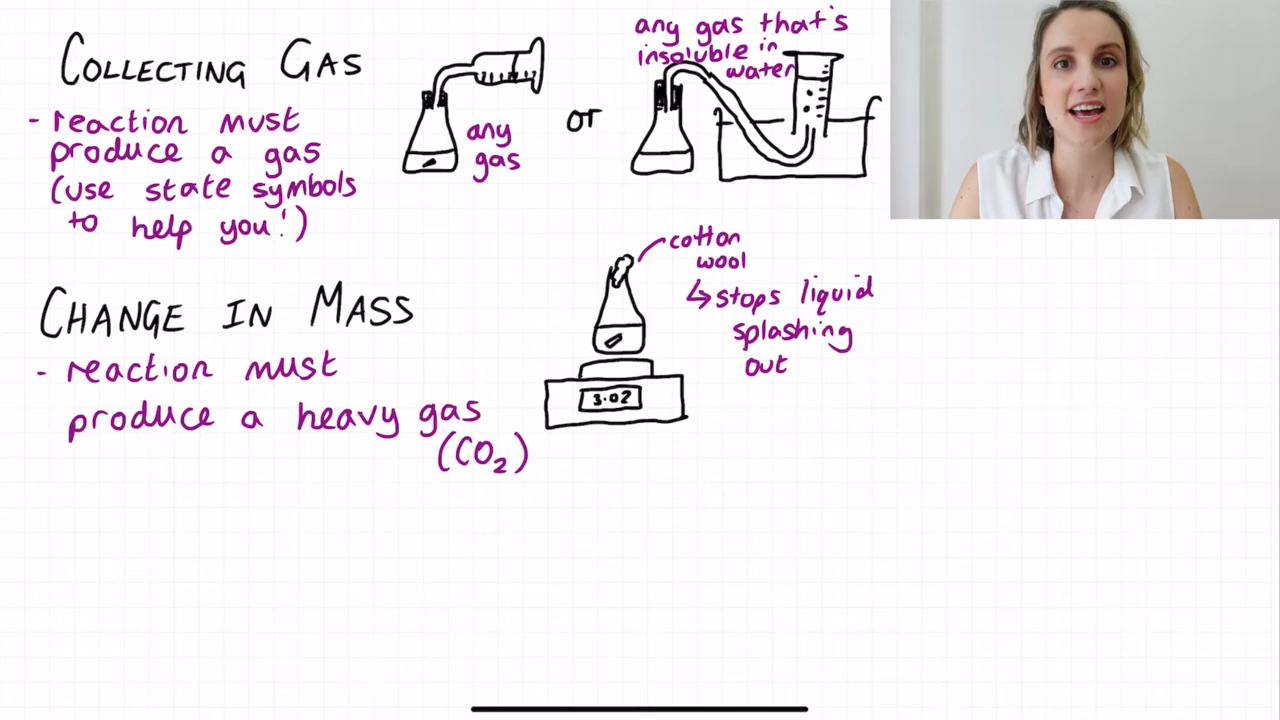 COLLECTING GAS
- reaction must
produce a gas
(use state symbols
to help you!)
any
gas
or
any gas that's
insoluble in
water
CHANGE IN MASS
- reaction must
produce a heavy gas
(CO₂)
cotton
wool
↳ stops liquid
splashing
out
3.02